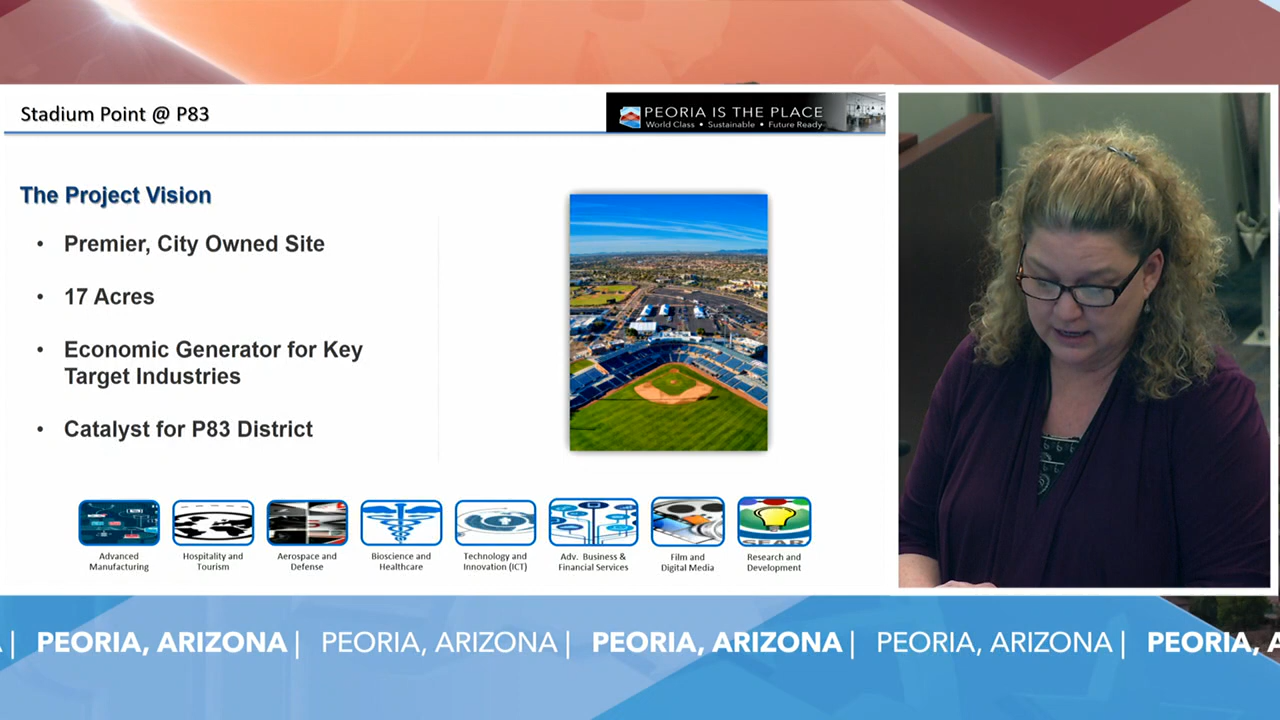 Stadium Point @ P83
PEORIA IS THE PLACE
World Class • Sustainable • Future Ready
The Project Vision
• Premier, City Owned Site
• 17 Acres
• Economic Generator for Key
Target Industries
• Catalyst for P83 District
Advanced
Manufacturing
Hospitality and
Tourism
Aerospace and
Defense
Bioscience and
Healthcare
Technology and
Innovation (ICT)
Adv. Business &
Financial Services
Film and
Digital Media
Research and
Development
| PEORIA, ARIZONA | PEORIA, ARIZONA | PEORIA, ARIZONA | PEORIA, ARIZONA | PEORIA, A